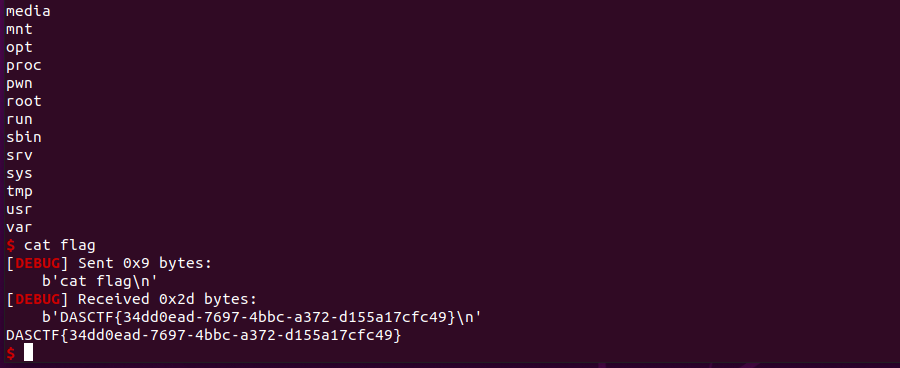 media
mnt
opt
proc
pwn
root
run
sbin
srv
sys
tmp
usr
var
$ cat flag
[DEBUG] Sent 0x9 bytes:
    b'cat flag\n'
[DEBUG] Received 0x2d bytes:
    b'DASCTF{34dd0ead-7697-4bbc-a372-d155a17cfc49}\n'
DASCTF{34dd0ead-7697-4bbc-a372-d155a17cfc49}
$